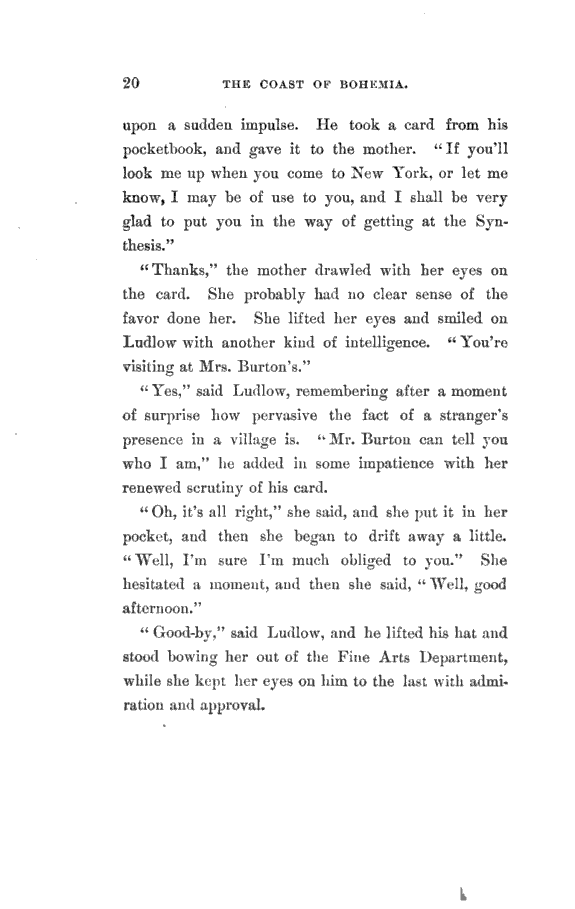 20 THE COAST OF BOHEMIA.
upon a sudden impulse. He took a card from his
pocketbook, and gave it to the mother. “If you'll
look me up when you come to New York, or let me
know, I may be of use to you, and I shall be very
glad to put you in the way of getting at the Syn-
thesis.”
“Thanks,” the mother drawled with her eyes on
the card. She probably had no clear sense of the
favor done her. She lifted her eyes and smiled on
Ludlow with another kind of intelligence. “You're
visiting at Mrs. Burton's.”
“Yes,” said Ludlow, remembering after a moment
of surprise how pervasive the fact of a stranger's
presence in a village is. “Mr. Burton can tell you
who I am,” he added in some impatience with her
renewed scrutiny of his card.
“Oh, it's all right,” she said, and she put it in her
pocket, and then she began to drift away a little.
“Well, I'm sure I'm much obliged to you.” She
hesitated a moment, and then she said, “Well, good
afternoon.”
“Good-by,” said Ludlow, and he lifted his hat and
stood bowing her out of the Fine Arts Department,
while she kept her eyes on him to the last with admi-
ration and approval.